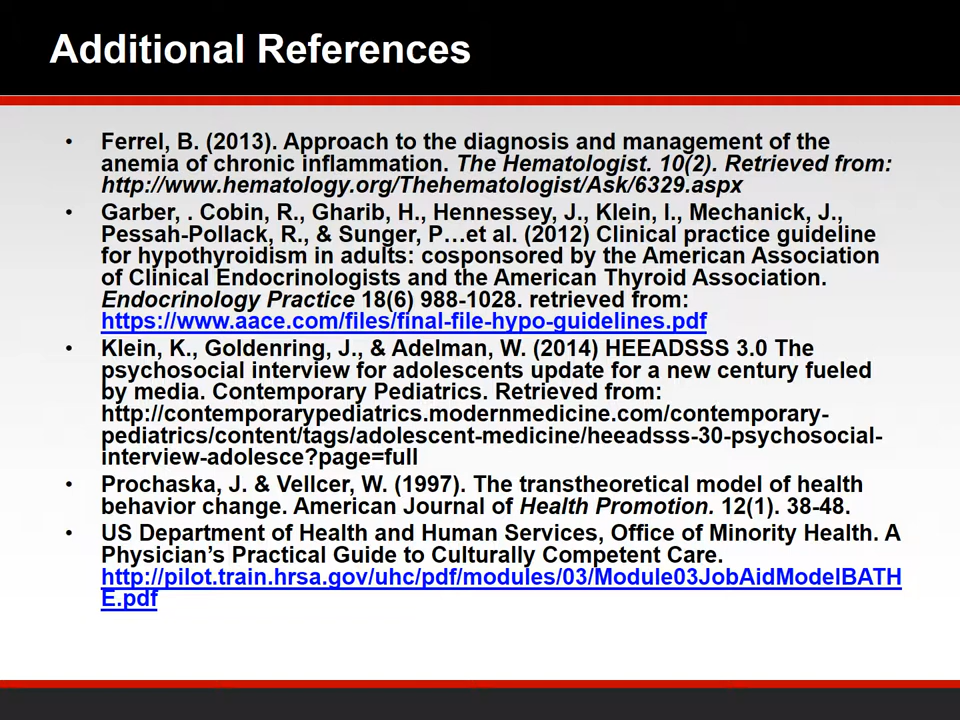 Additional References
• Ferrel, B. (2013). Approach to the diagnosis and management of the
anemia of chronic inflammation. The Hematologist. 10(2). Retrieved from:
http://www.hematology.org/Thehematologist/Ask/6329.aspx
• Garber, . Cobin, R., Gharib, H., Hennessey, J., Klein, I., Mechanick, J.,
Pessah-Pollack, R., & Sunger, P…et al. (2012) Clinical practice guideline
for hypothyroidism in adults: cosponsored by the American Association
of Clinical Endocrinologists and the American Thyroid Association.
Endocrinology Practice 18(6) 988-1028. retrieved from:
https://www.aace.com/files/final-file-hypo-guidelines.pdf
• Klein, K., Goldenring, J., & Adelman, W. (2014) HEEADSSS 3.0 The
psychosocial interview for adolescents update for a new century fueled
by media. Contemporary Pediatrics. Retrieved from:
http://contemporarypediatrics.modernmedicine.com/contemporary-
pediatrics/content/tags/adolescent-medicine/heeadsss-30-psychosocial-
interview-adolesce?page=full
• Prochaska, J. & Vellcer, W. (1997). The transtheoretical model of health
behavior change. American Journal of Health Promotion. 12(1). 38-48.
• US Department of Health and Human Services, Office of Minority Health. A
Physician’s Practical Guide to Culturally Competent Care.
http://pilot.train.hrsa.gov/uhc/pdf/modules/03/Module03JobAidModelBATH
E.pdf